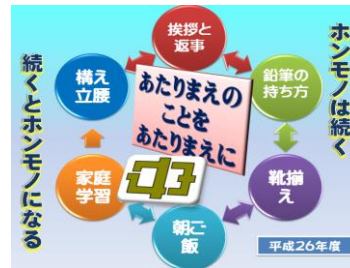 ホンモノは続く
続くとホンモノになる
挨拶と
返事
鉛筆の
持ち方
靴揃
え
朝ご
飯
家庭
学習
構え
立腰
あたりまえの
ことを
あたりまえに
平成26年度